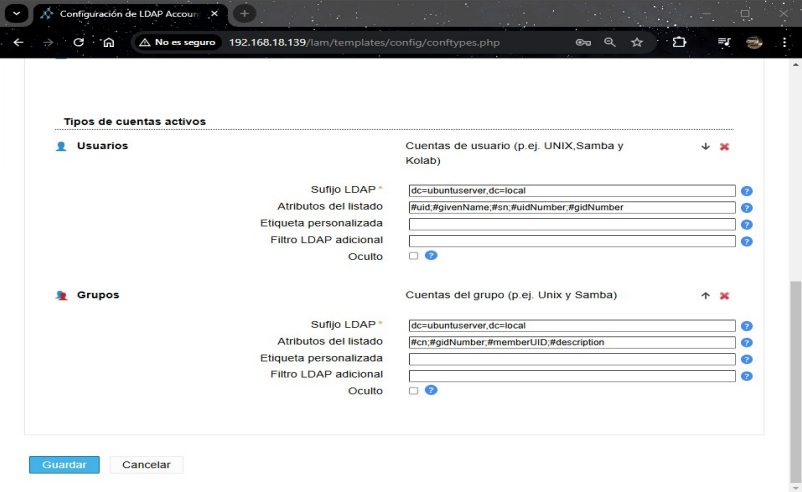 Configuración de LDAP Accoun
No es seguro 192.168.18.139/lam/templates/config/conftypes.php
Tipos de cuentas activos
Usuarios Cuentas de usuario (p.ej. UNIX,Samba y Kolab)
Sufijo LDAP* dc=ubuntuserver,dc=local
Atributos del listado #uid;#givenName;#sn;#uidNumber;#gidNumber
Etiqueta personalizada
Filtro LDAP adicional
Oculto
Grupos Cuentas del grupo (p.ej. Unix y Samba)
Sufijo LDAP* dc=ubuntuserver,dc=local
Atributos del listado #cn;#gidNumber;#memberUID;#description
Etiqueta personalizada
Filtro LDAP adicional
Oculto
Guardar Cancelar